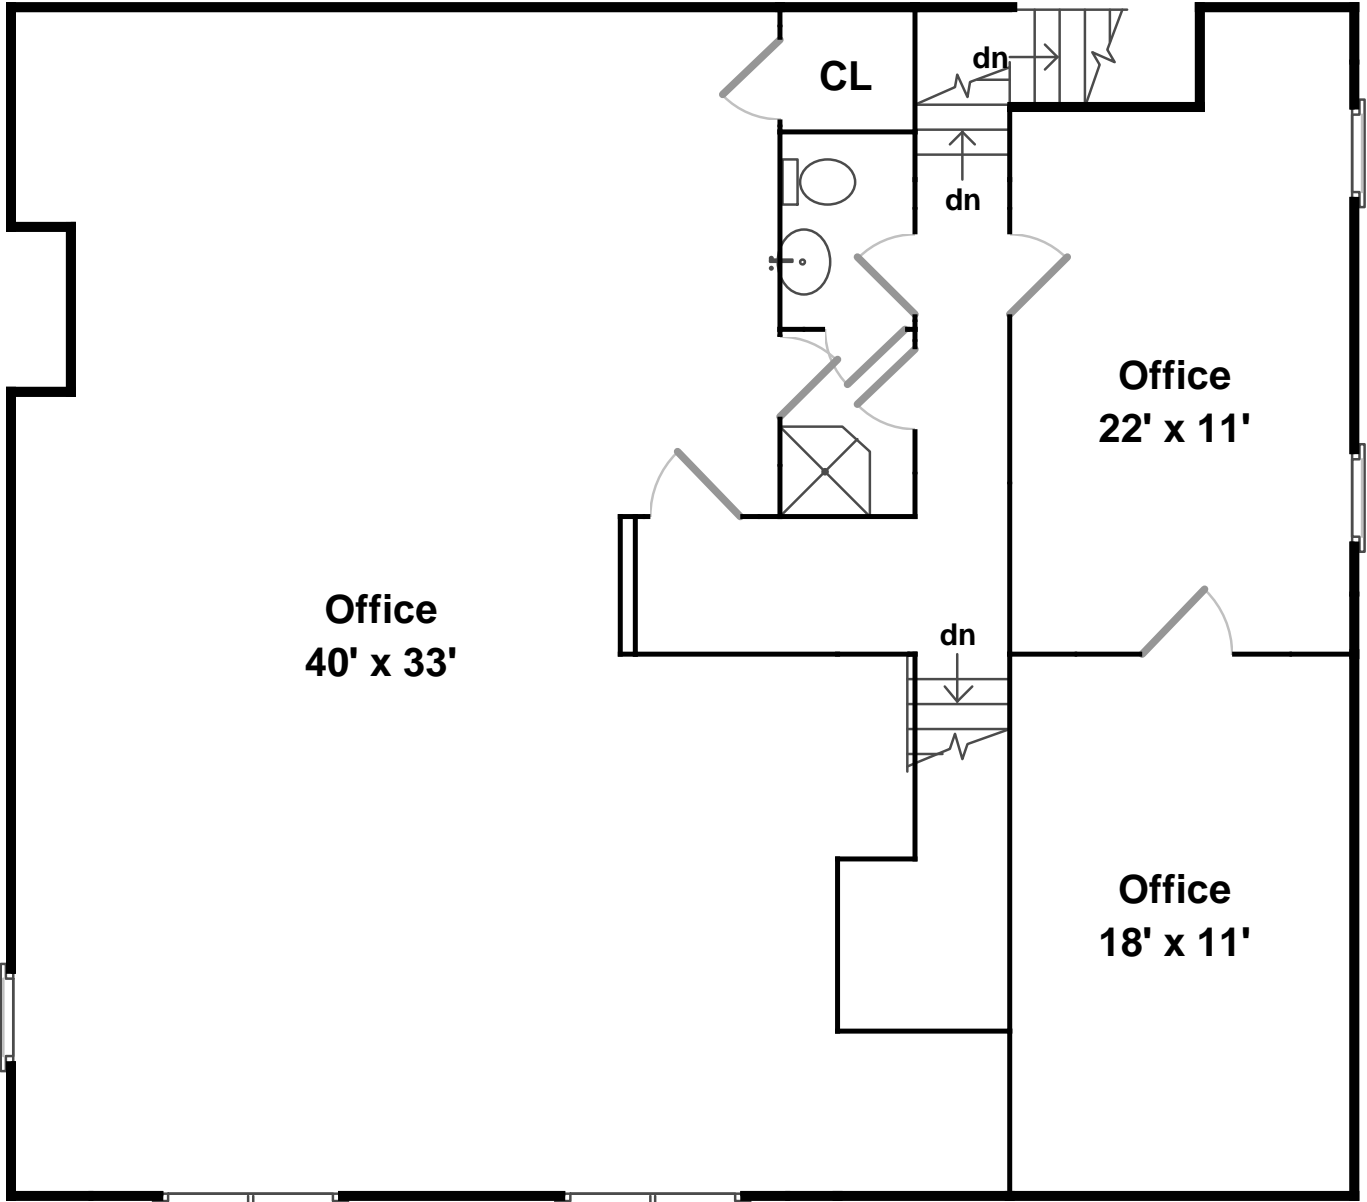 dn
CL
dn
Office
22' x 11'
Office
40' x 33'
dn
Office
18' x 11'